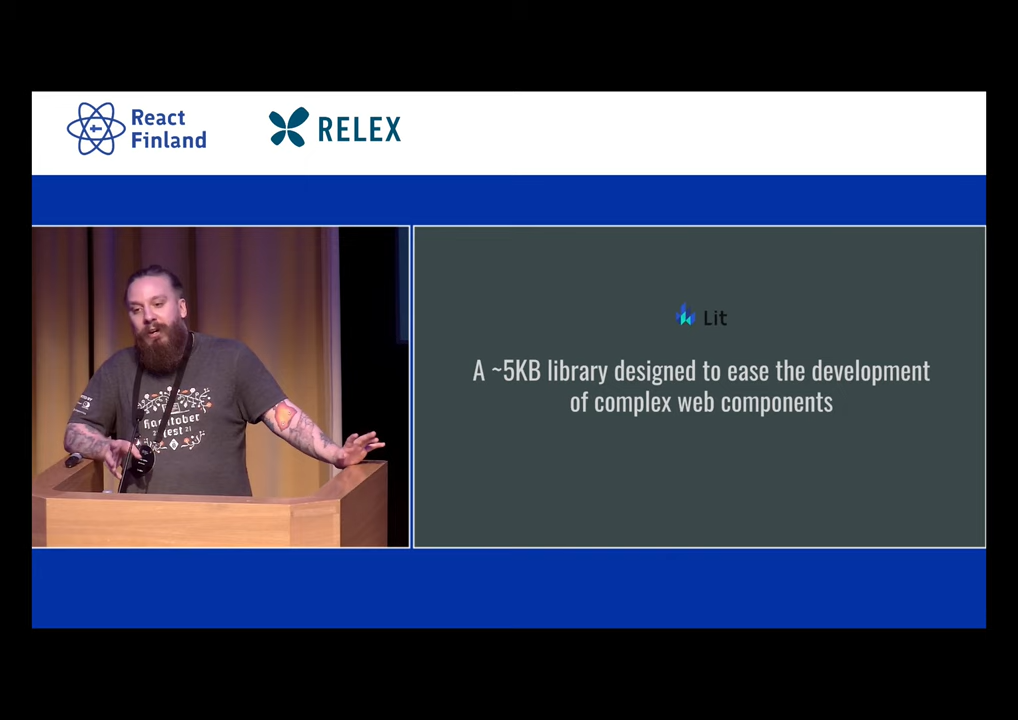 React
Finland
RELEX
Lit
A ~5KB library designed to ease the development
of complex web components